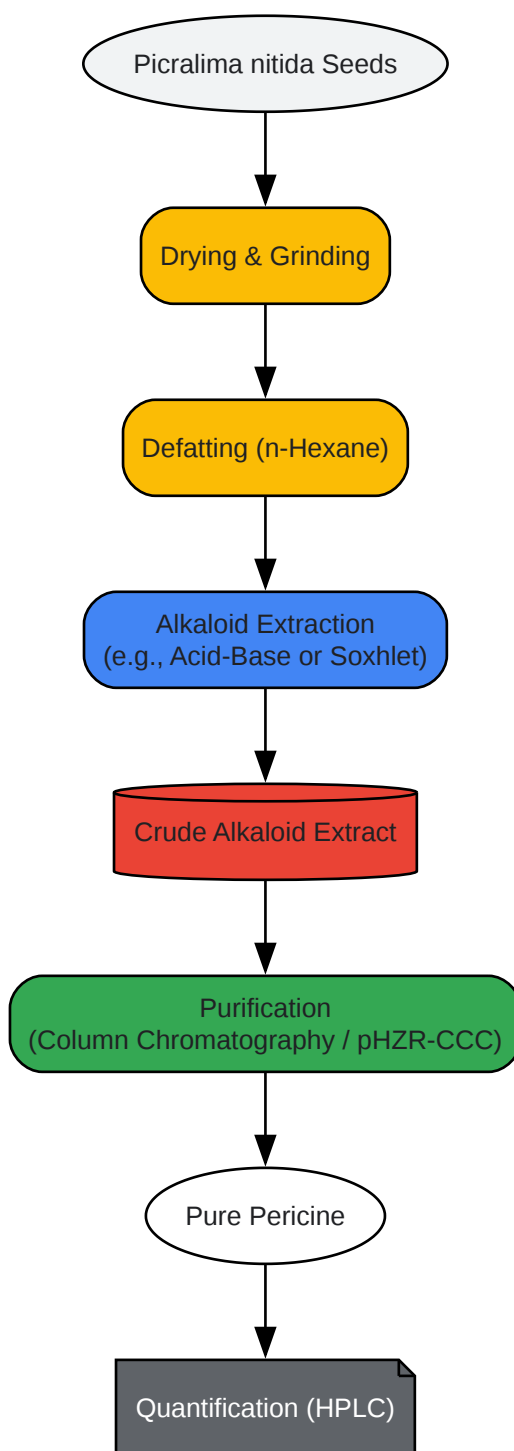 Picralima nitida Seeds
Drying & Grinding
Defatting (n-Hexane)
Alkaloid Extraction
(e.g., Acid-Base or Soxhlet)
Crude Alkaloid Extract
Purification
(Column Chromatography / pHZR-CCC)
Pure Pericine
Quantification (HPLC)